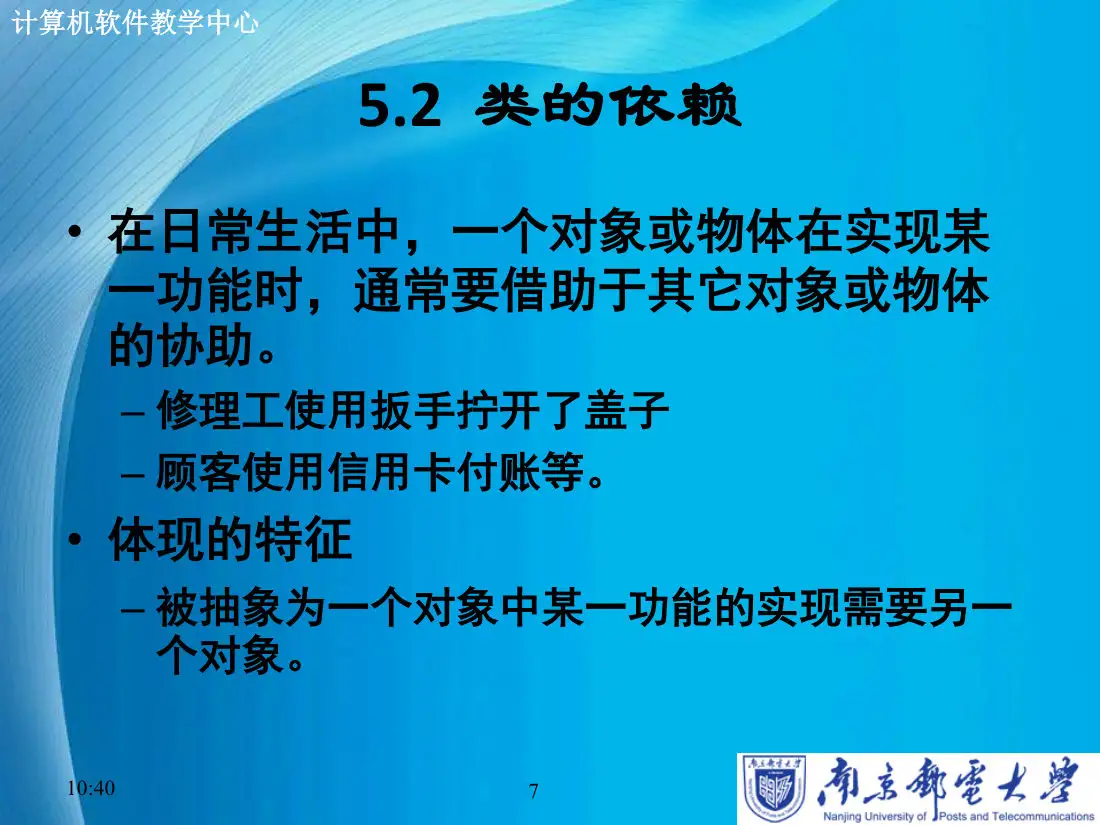 计算机软件教学中心
5.2 类的依赖
• 在日常生活中，一个对象或物体在实现某
一功能时，通常要借助于其它对象或物体
的协助。
– 修理工使用扳手拧开了盖子
– 顾客使用信用卡付账等。
• 体现的特征
– 被抽象为一个对象中某一功能的实现需要另一
个对象。
10:40
7
南京邮电大学
南京郵電大學
Nanjing University of Posts and Telecommunications